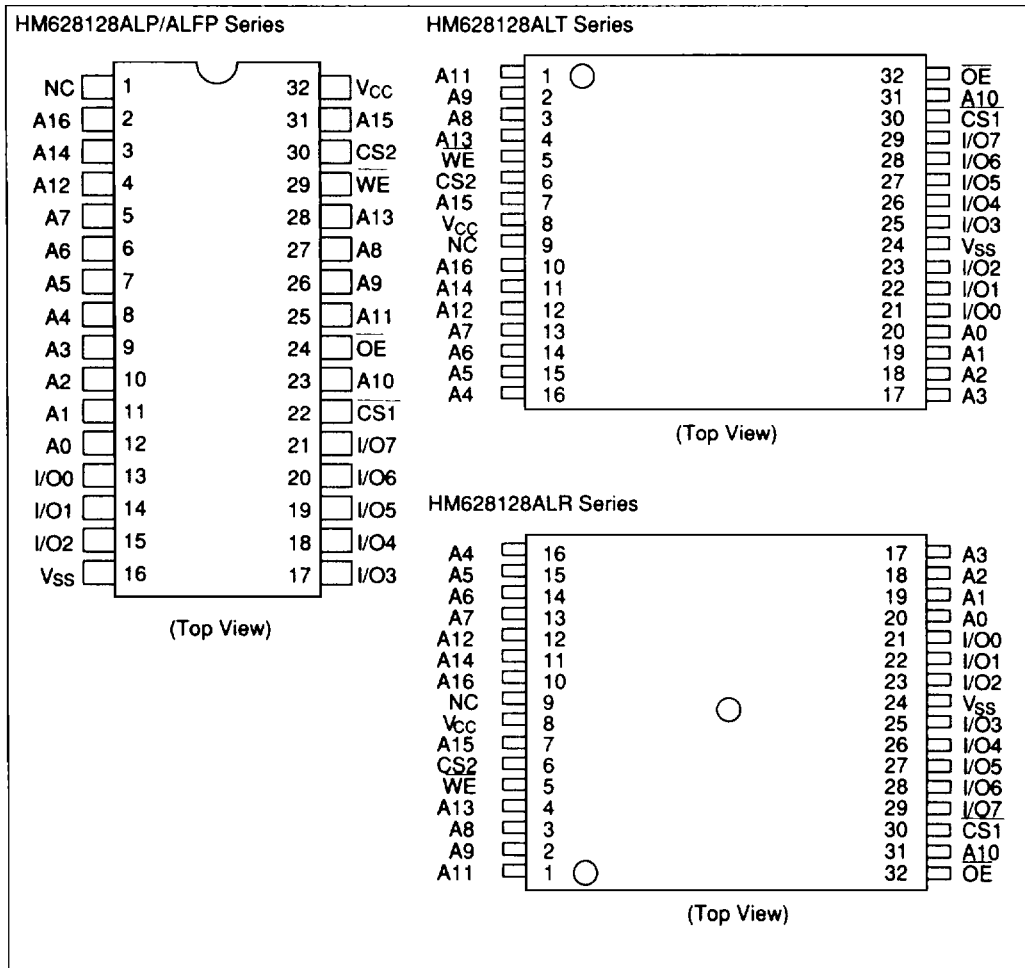 HM628128ALP/ALFP Series
NC 1 32 VCC
A16 2 31 A15
A14 3 30 CS2
A12 4 29 W̅E̅
A7 5 28 A13
A6 6 27 A8
A5 7 26 A9
A4 8 25 A11
A3 9 24 O̅E̅
A2 10 23 A10
A1 11 22 C̅S̅1̅
A0 12 21 I/O7
I/O0 13 20 I/O6
I/O1 14 19 I/O5
I/O2 15 18 I/O4
VSS 16 17 I/O3
(Top View)
HM628128ALT Series
A11 1 32 O̅E̅
A9 2 31 A10
A8 3 30 C̅S̅1̅
A13 4 29 I/O7
W̅E̅ 5 28 I/O6
CS2 6 27 I/O5
A15 7 26 I/O4
VCC 8 25 I/O3
NC 9 24 VSS
A16 10 23 I/O2
A14 11 22 I/O1
A12 12 21 I/O0
A7 13 20 A0
A6 14 19 A1
A5 15 18 A2
A4 16 17 A3
(Top View)
HM628128ALR Series
A4 16 17 A3
A5 15 18 A2
A6 14 19 A1
A7 13 20 A0
A12 12 21 I/O0
A14 11 22 I/O1
A16 10 23 I/O2
NC 9 24 VSS
VCC 8 25 I/O3
A15 7 26 I/O4
CS2 6 27 I/O5
W̅E̅ 5 28 I/O6
A13 4 29 I/O7
A8 3 30 C̅S̅1̅
A9 2 31 A10
A11 1 32 O̅E̅
(Top View)